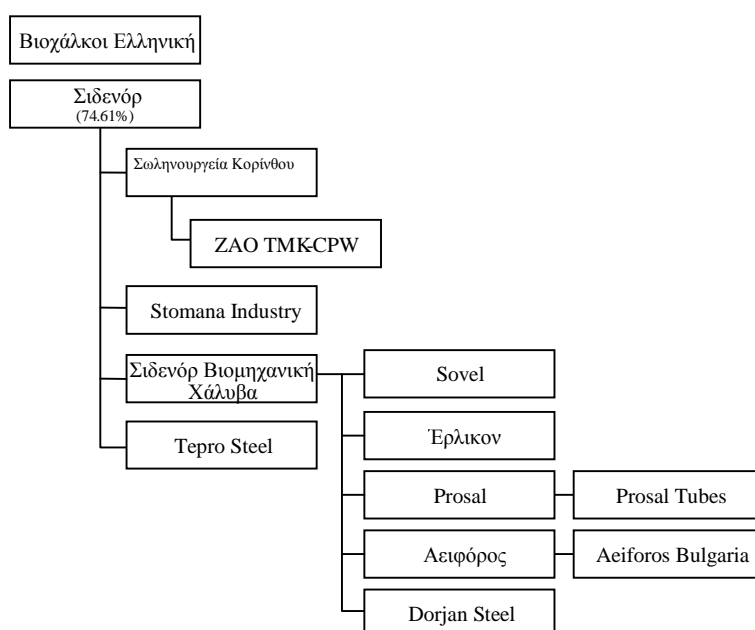 Βιοχάλκοι Ελληνική
Σιδενόρ
(74.61%)
Σωληνουργεία Κορίνθου
ZAO TMK-CPW
Stomana Industry
Σιδενόρ Βιομηχανική
Χάλυβα
Sovel
Tepro Steel
Έρλικον
Prosal
Prosal Tubes
Αειφόρος
Aeiforos Bulgaria
Dorjan Steel